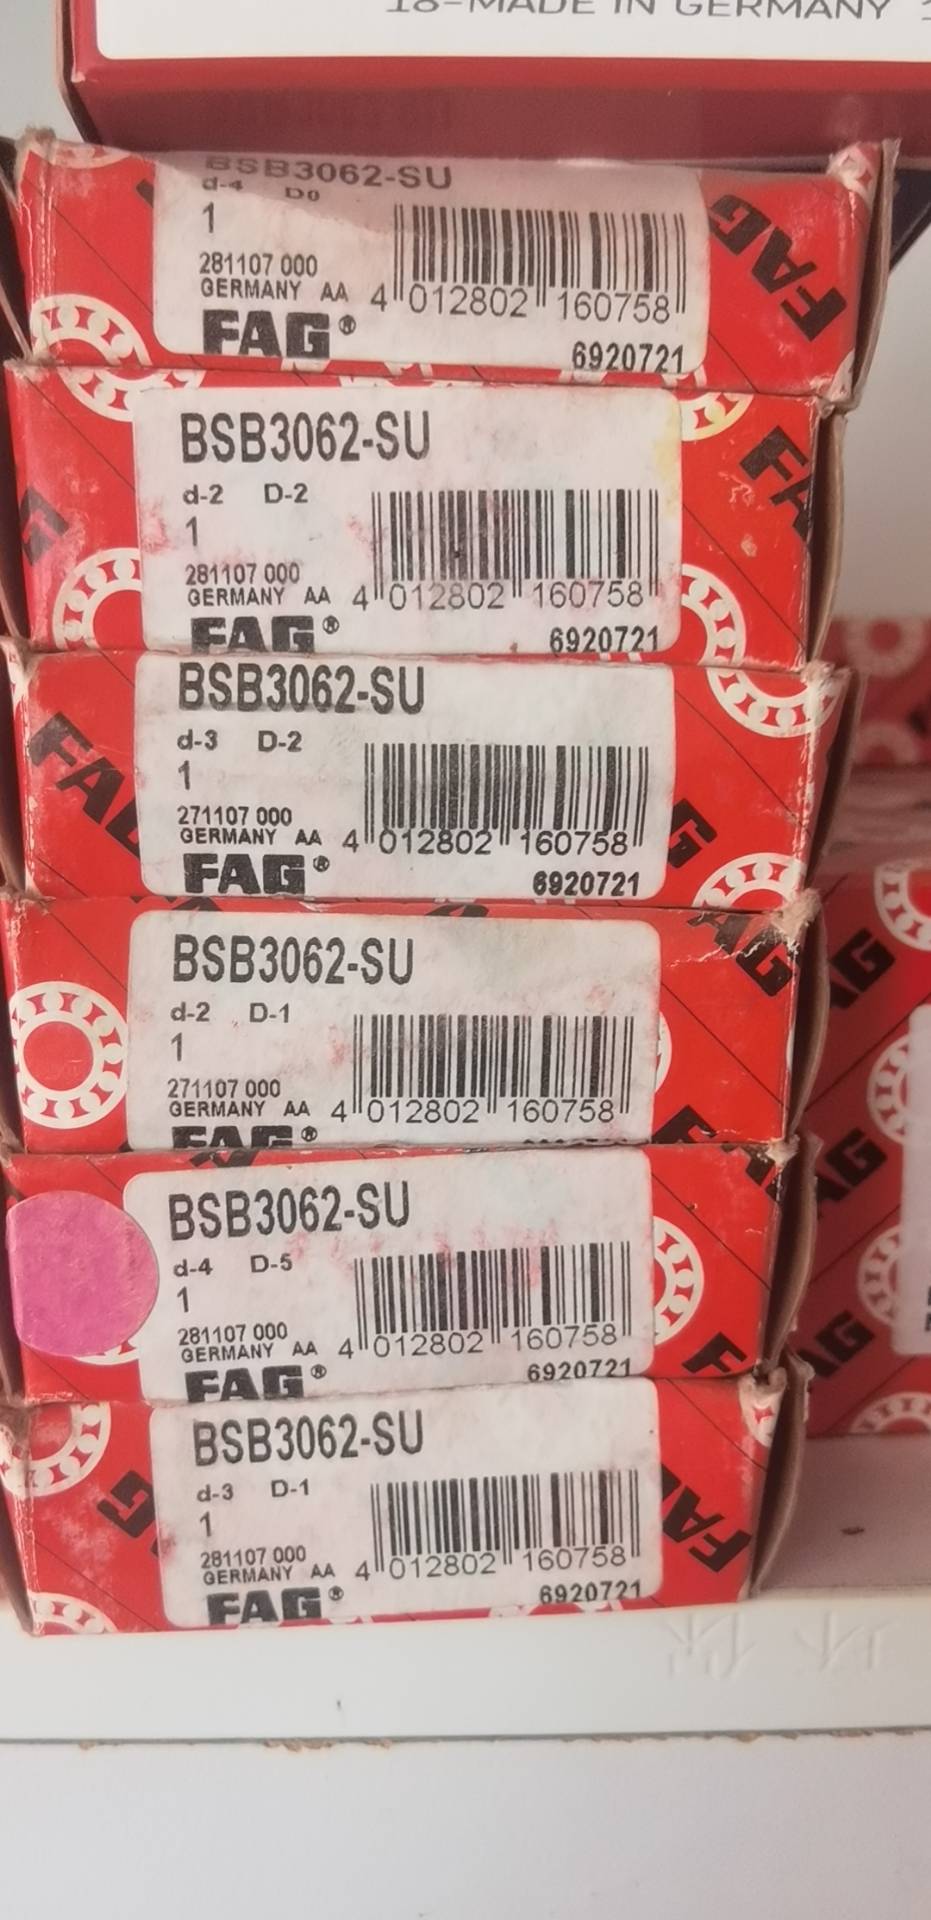 18-MADE IN GERMANY
BSB3062-SU
d-4 D0
1
281107 000
GERMANY AA 4 012802 160758
FAG®
6920721
FAG
BSB3062-SU
d-2 D-2
1
281107 000
GERMANY AA 4 012802 160758
FAG®
6920721
BSB3062-SU
d-3 D-2
1
271107 000
GERMANY AA 4 012802 160758
FAG®
6920721
FAG
BSB3062-SU
d-2 D-1
1
271107 000
GERMANY AA 4 012802 160758
FAG®
BSB3062-SU
d-4 D-5
1
281107 000
GERMANY AA 4 012802 160758
FAG®
6920721
BSB3062-SU
d-3 D-1
1
281107 000
GERMANY AA 4 012802 160758
FAG®
6920721
FAG